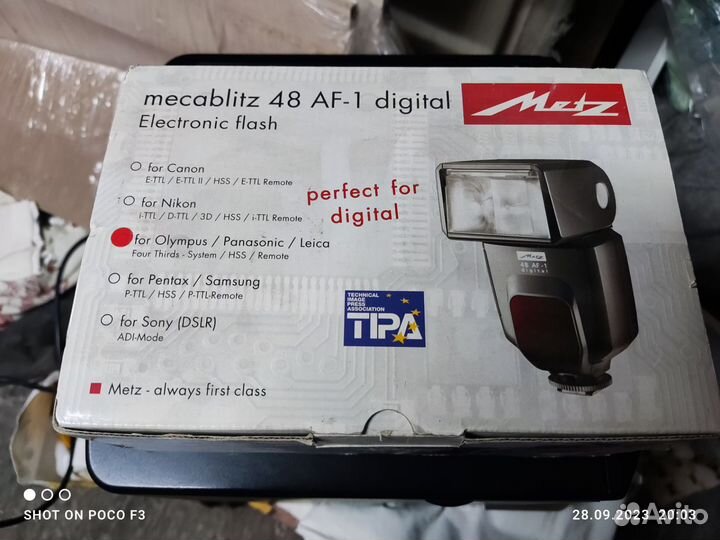 mecablitz 48 AF-1 digital
Metz
Electronic flash
for Canon
E-TTL / E-TTL II / HSS / E-TTL Remote
for Nikon
i-TTL / D-TTL / 3D / HSS / i-TTL Remote
for Olympus / Panasonic / Leica
Four Thirds - System / HSS / Remote
for Pentax / Samsung
P-TTL / HSS / P-TTL-Remote
for Sony (DSLR)
ADI-Mode
perfect for
digital
TECHNICAL
IMAGE
PRESS
ASSOCIATION
TIPA
Metz
48 AF-1
digital
Metz - always first class
SHOT ON POCO F3
28.09.2023 20:03
Avito